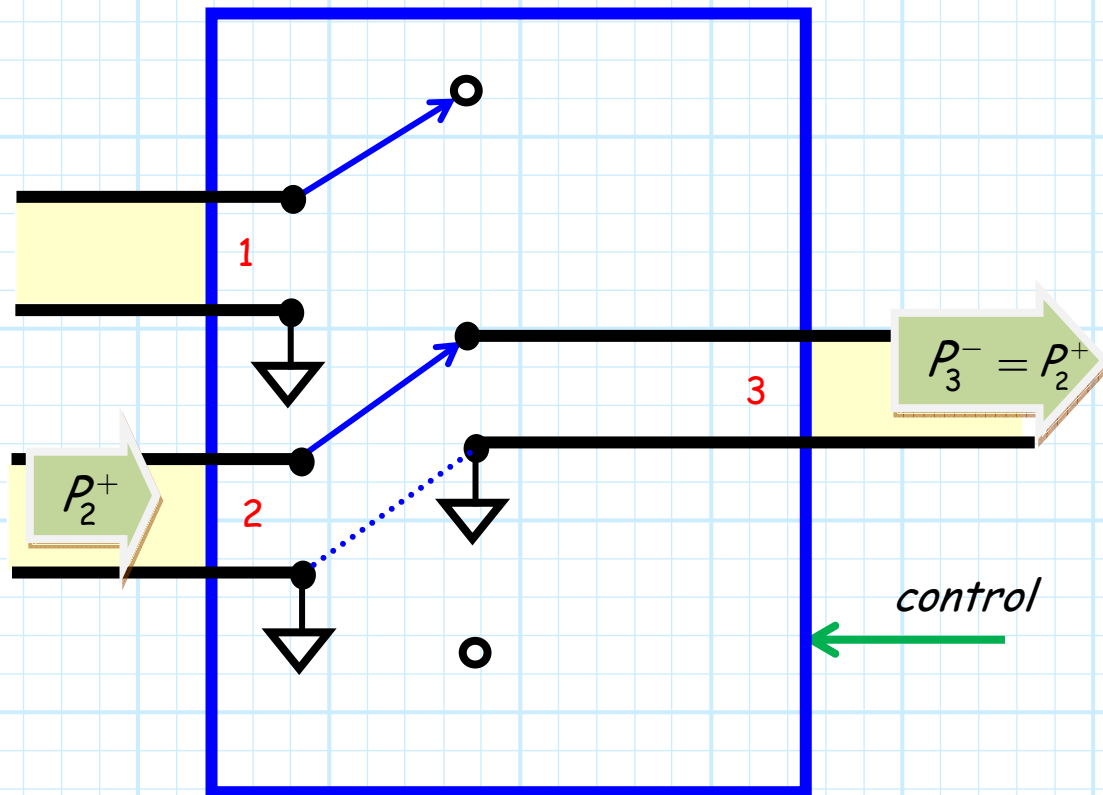 1
P₃⁻ = P₂⁺
3
P₂⁺
2
control